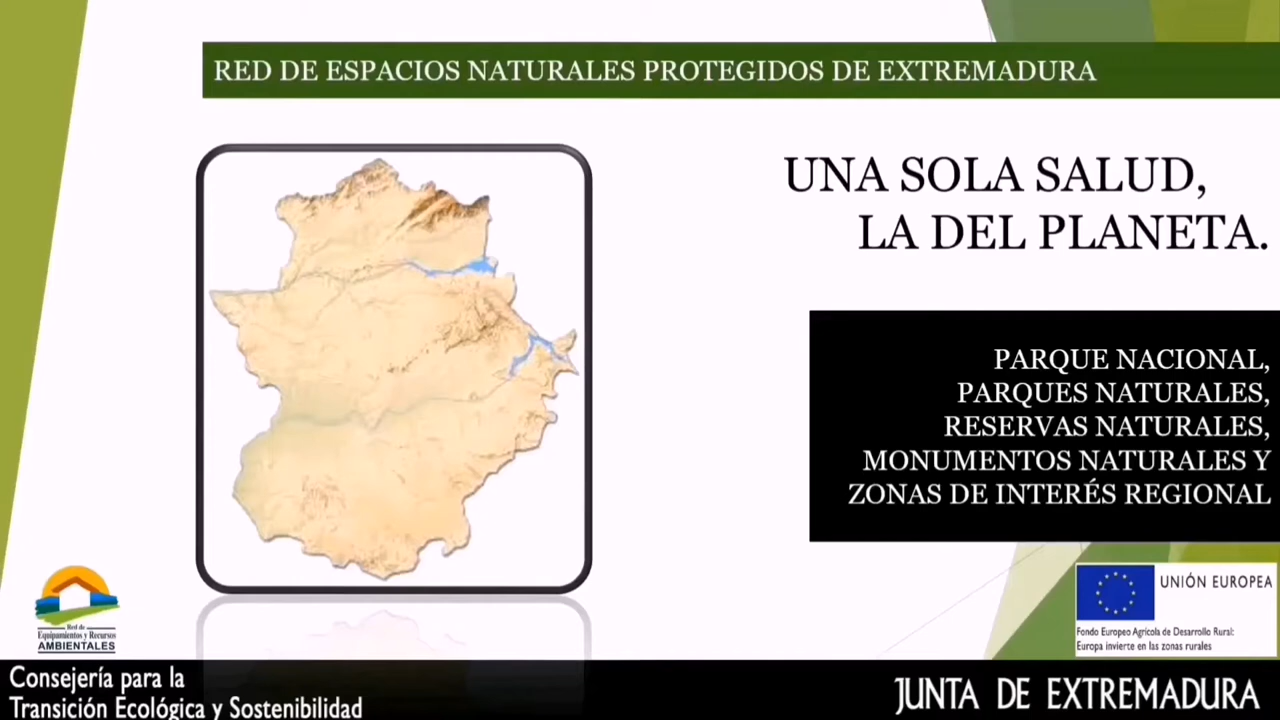 RED DE ESPACIOS NATURALES PROTEGIDOS DE EXTREMADURA
UNA SOLA SALUD,
LA DEL PLANETA.
PARQUE NACIONAL,
PARQUES NATURALES,
RESERVAS NATURALES,
MONUMENTOS NATURALES Y
ZONAS DE INTERÉS REGIONAL
Red de
Equipamientos y Recursos
AMBIENTALES
UNIÓN EUROPEA
Fondo Europeo Agrícola de Desarrollo Rural:
Europa invierte en las zonas rurales
Consejería para la
Transición Ecológica y Sostenibilidad
JUNTA DE EXTREMADURA